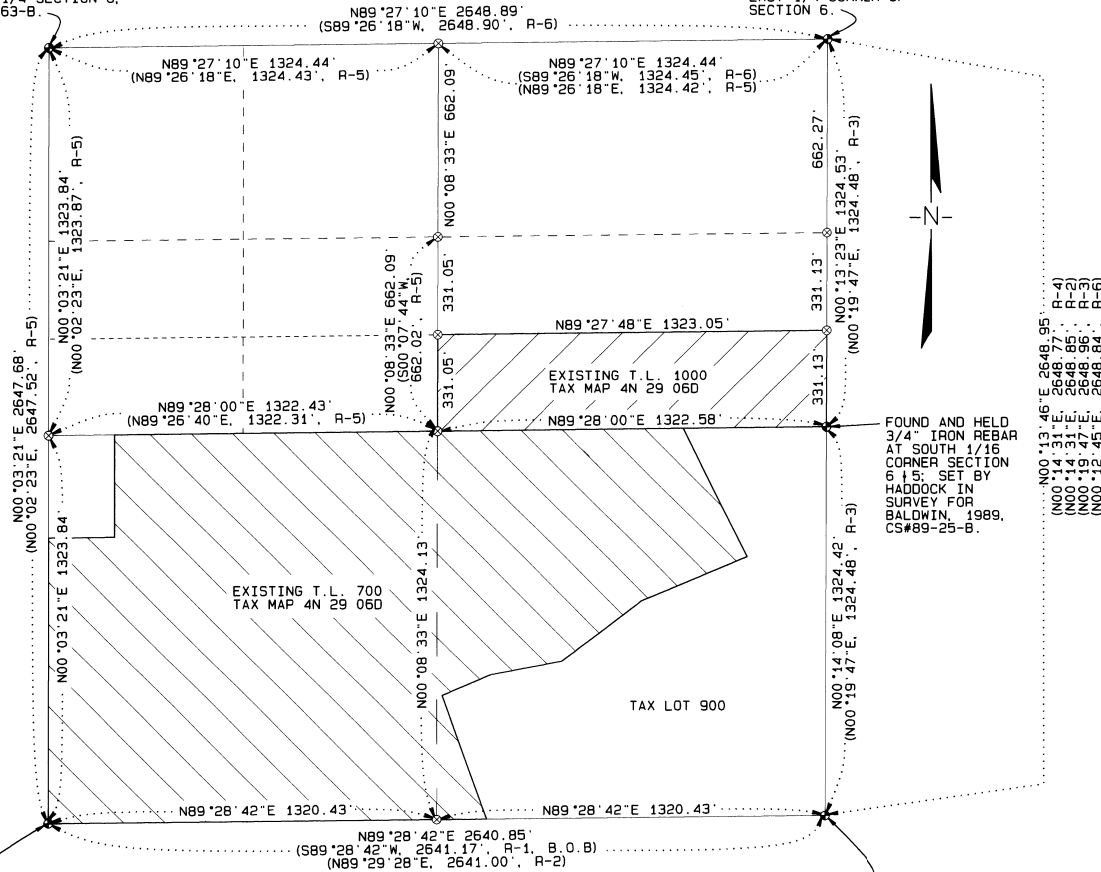 1/4 SECTION 6,
63-B.
N89°27'10"E 2648.89'
(S89°26'18"W, 2648.90', R-6)
EAST 1/4 CORNER OF
SECTION 6.
N89°27'10"E 1324.44'
(N89°26'18"E, 1324.43', R-5)
N89°27'10"E 1324.44'
(S89°26'18"W, 1324.45', R-6)
(N89°26'18"E, 1324.42', R-5)
N00°03'21"E 1323.84'
(N00°02'23"E, 1323.87', R-5)
N00°08'33"E 662.09
662.27'
N00°13'23"E 1324.53'
(N00°19'47"E, 1324.48', R-3)
-N-
N00°08'33"E 662.09'
(S00°07'44"W,
662.02', R-5)
331.05'
331.13'
N89°27'48"E 1323.05'
EXISTING T.L. 1000
TAX MAP 4N 29 06D
331.05'
331.13'
N89°28'00"E 1322.43'
(N89°26'40"E, 1322.31', R-5)
N89°28'00"E 1322.58'
N00°03'21"E 2647.68'
(N00°02'23"E, 2647.52', R-5)
N00°13'46"E 2648.95'
(N00°14'31"E, 2648.77', R-4)
(N00°14'31"E, 2648.85', R-2)
(N00°19'47"E, 2648.96', R-3)
(N00°12'45"E, 2648.84', R-6)
FOUND AND HELD
3/4" IRON REBAR
AT SOUTH 1/16
CORNER SECTION
6 & 5; SET BY
HADDOCK IN
SURVEY FOR
BALDWIN, 1989,
CS#89-25-B.
N00°03'21"E 1323.84
EXISTING T.L. 700
TAX MAP 4N 29 06D
N00°08'33"E 1324.13'
N00°14'08"E 1324.42'
(N00°19'47"E, 1324.48', R-3)
TAX LOT 900
N89°28'42"E 1320.43'
N89°28'42"E 1320.43'
N89°28'42"E 2640.85'
(S89°28'42"W, 2641.17', R-1, B.O.B)
(N89°29'28"E, 2641.00', R-2)